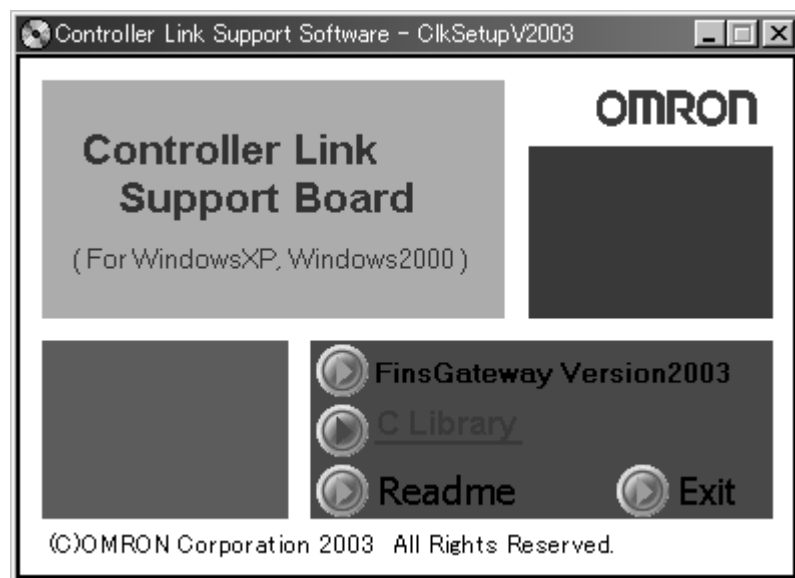 Controller Link Support Software - ClkSetupV2003
OMRON
Controller Link
Support Board
(For WindowsXP, Windows2000)
FinsGateway Version2003
C Library
Readme
Exit
(C)OMRON Corporation 2003 All Rights Reserved.